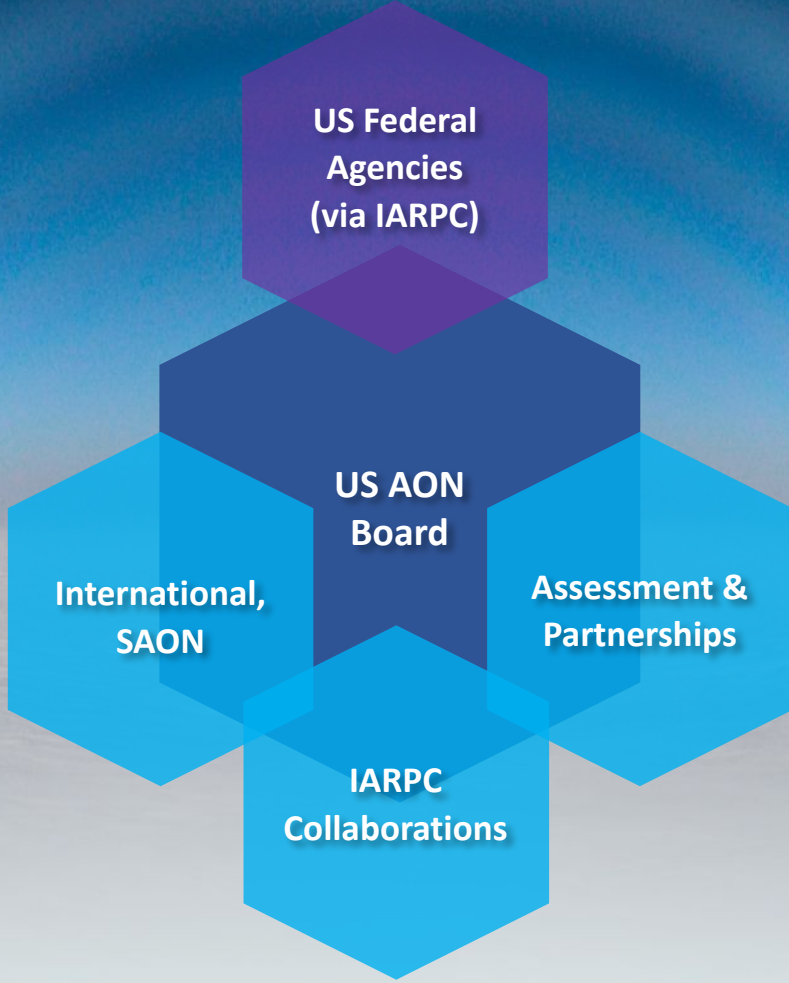 US Federal
Agencies
(via IARPC)
US AON
Board
International,
SAON
Assessment &
Partnerships
IARPC
Collaborations